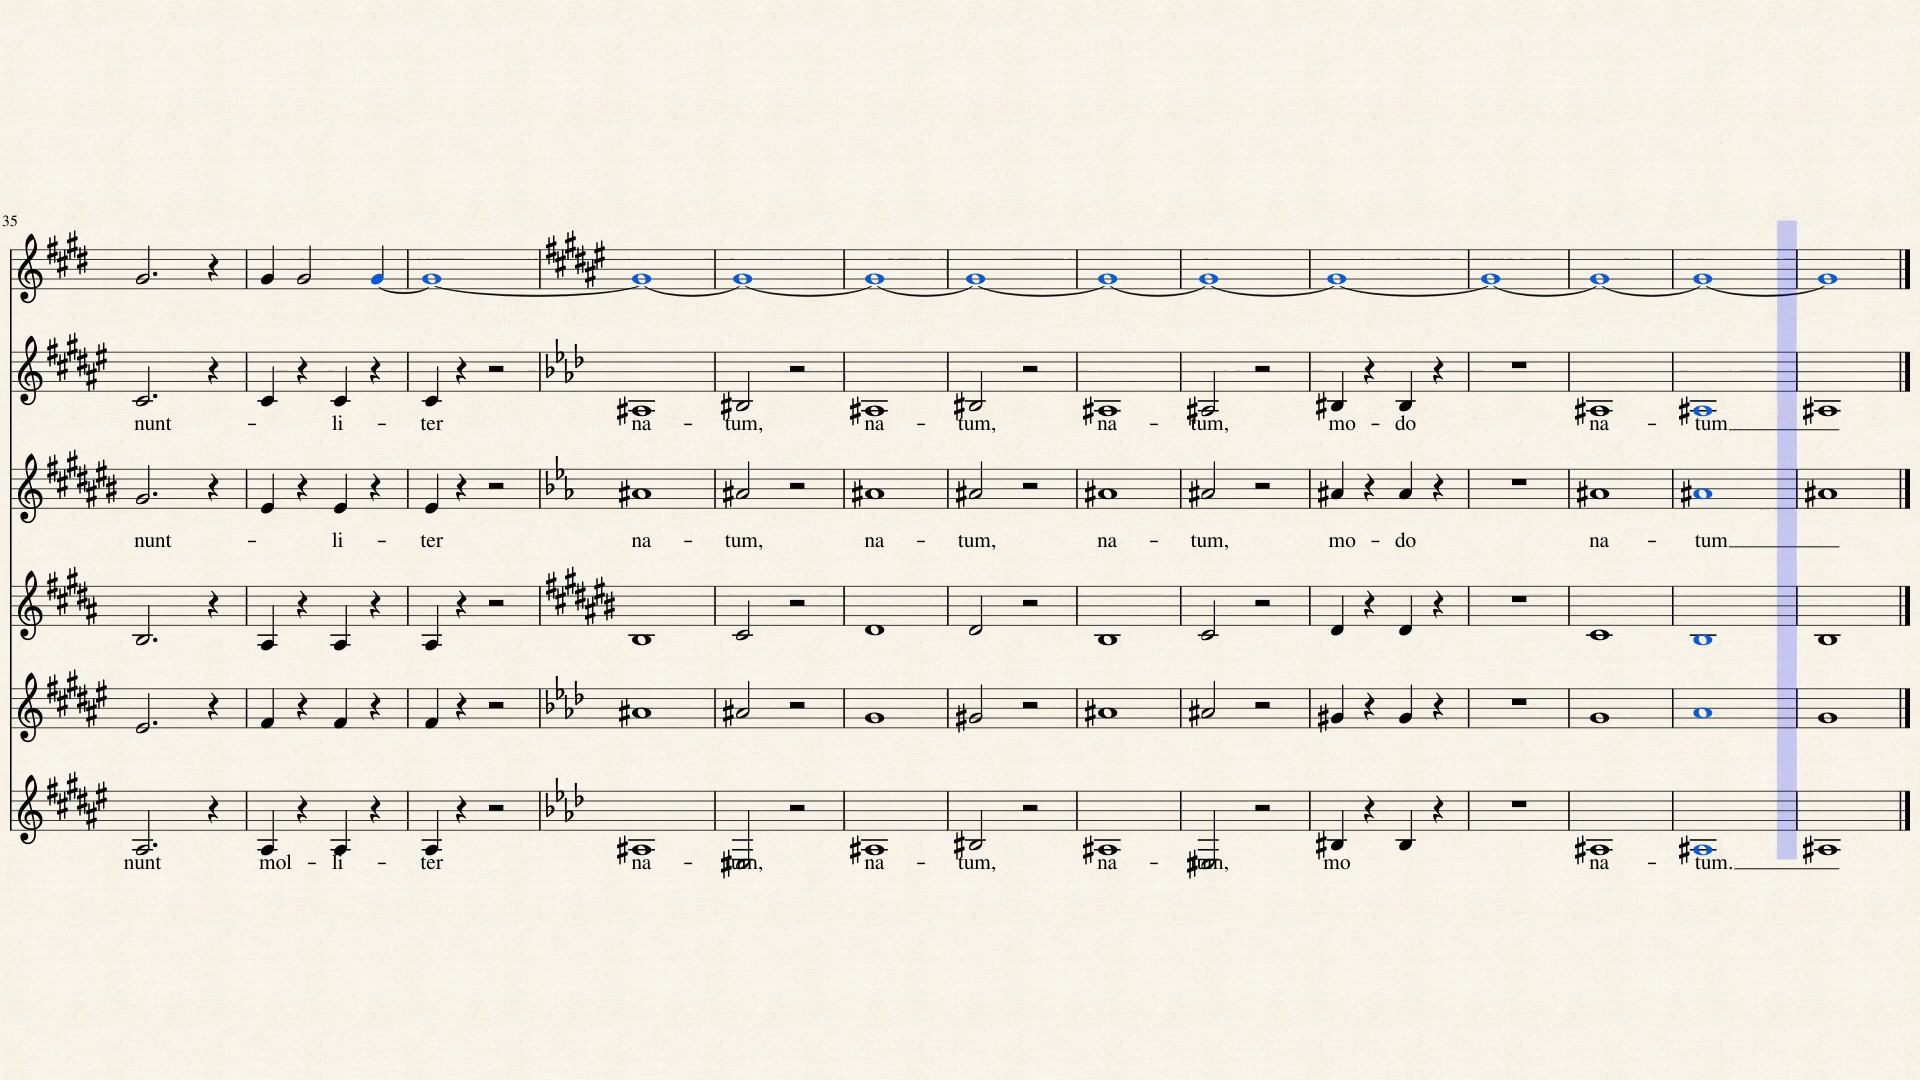 35
nunt - li - ter na - tum, na - tum, na - tum, mo - do na - tum
nunt - li - ter na - tum, na - tum, na - tum, mo - do na - tum
nunt mol - li - ter na - tum, na - tum, na - tum, mo na - tum.